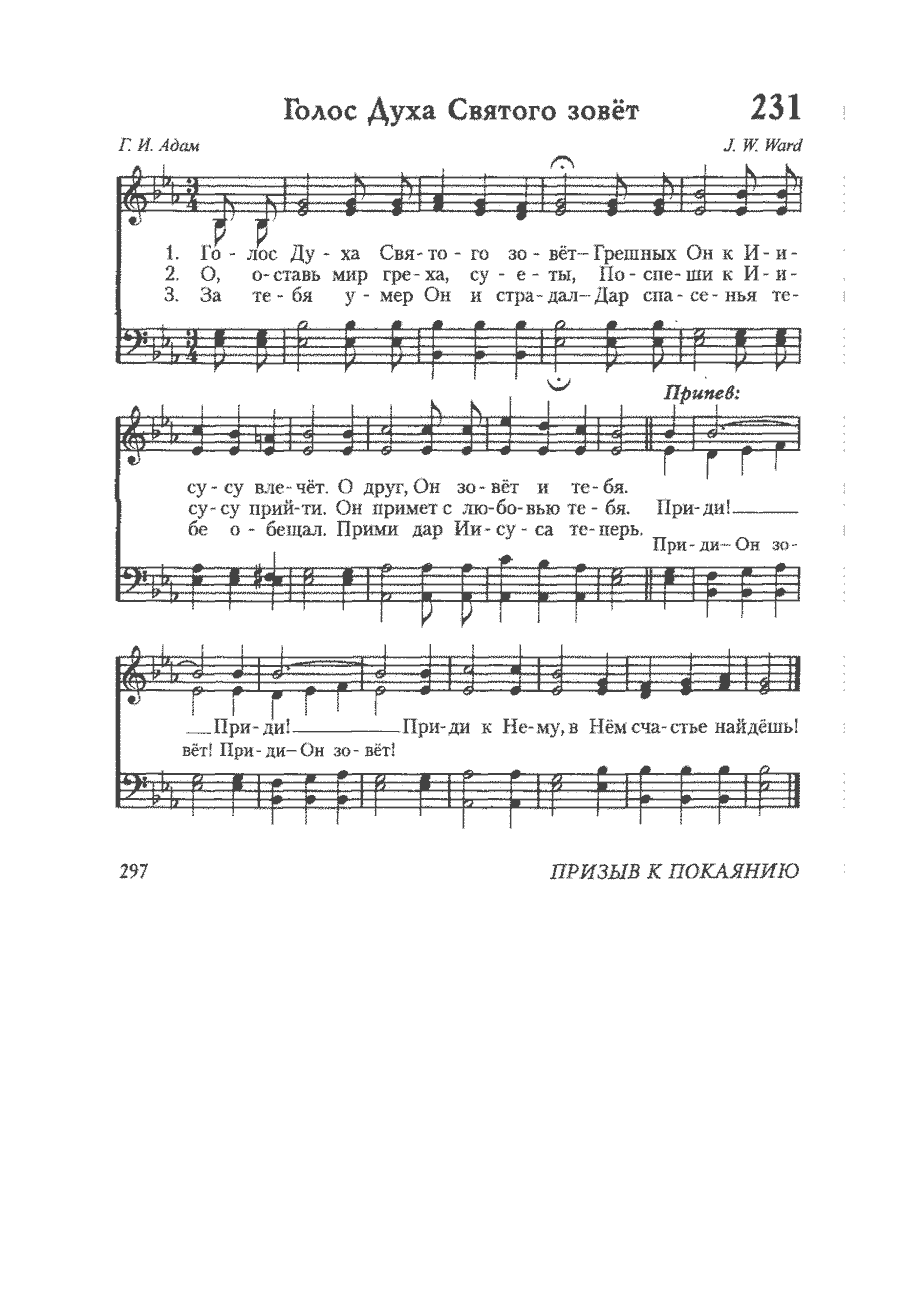 Голос Духа Святого зовёт 231
Г. И. Адам J. W. Ward
1. Го - лос Ду - ха Свя - то - го зо - вёт– Грешных Он к И - и -
2. О, о - ставь мир гре - ха, су - е - ты, По - спе - ши к И - и -
3. За те - бя у - мер Он и стра - дал– Дар спа - се - нья те -
Припев:
су - су вле - чёт. О друг, Он зо - вёт и те - бя.
су - су прий - ти. Он примет с лю - бо - вью те - бя. При - ди!
бе о - бещал. Прими дар Ии - су - са те - перь.
При - ди– Он зо -
При - ди! При - ди к Не - му, в Нём сча - стье найдёшь!
вёт! При - ди– Он зо - вёт!
297 ПРИЗЫВ К ПОКАЯНИЮ